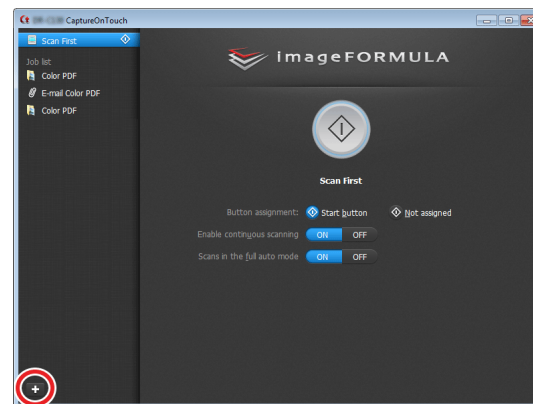 CaptureOnTouch
Scan First
Job list
Color PDF
E-mail Color PDF
Color PDF
imageFORMULA
Scan First
Button assignment: Start button Not assigned
Enable continuous scanning ON OFF
Scans in the full auto mode ON OFF